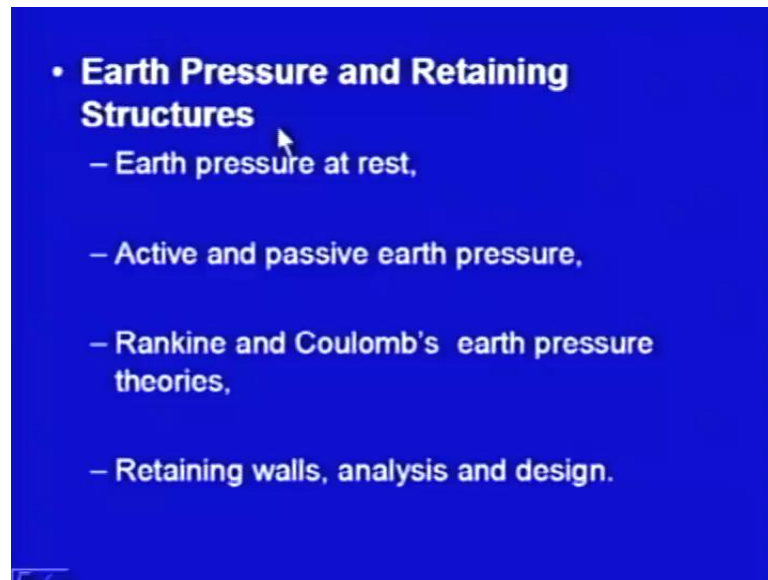 • Earth Pressure and Retaining
Structures
– Earth pressure at rest,
– Active and passive earth pressure,
– Rankine and Coulomb's earth pressure
theories,
– Retaining walls, analysis and design.